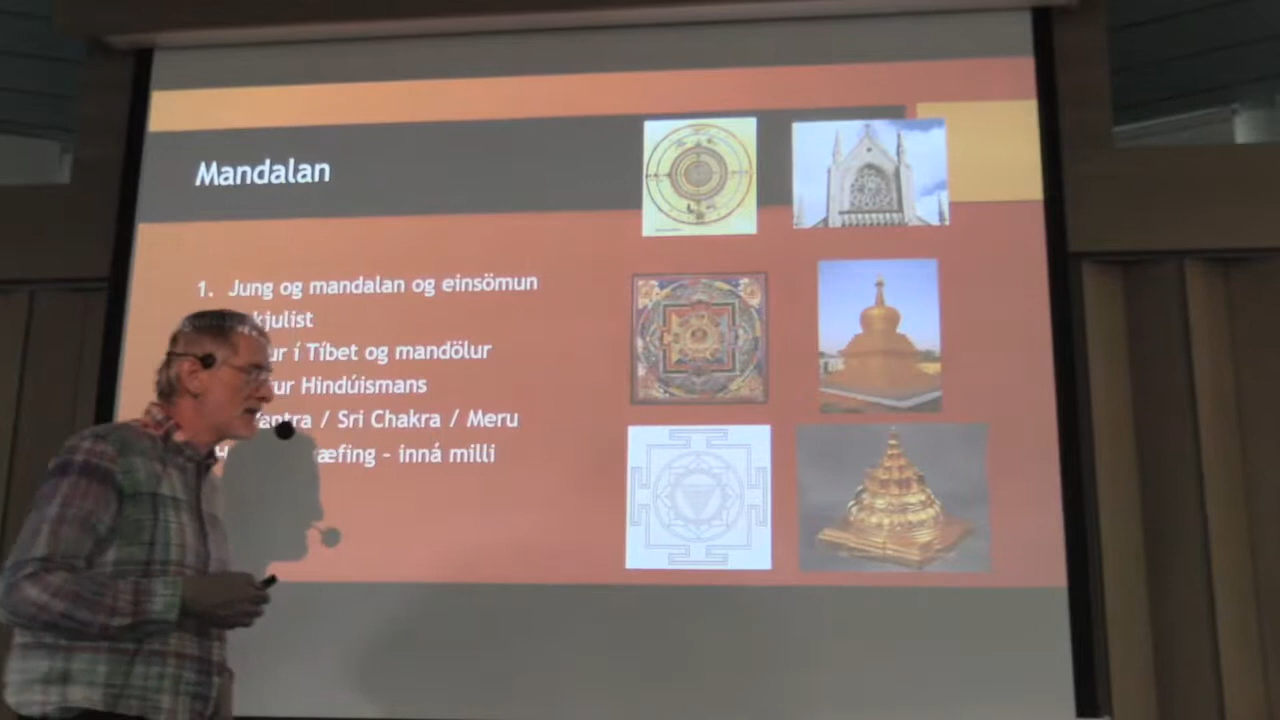 Mandalan
1. Jung og mandalan og einsömun
kjulist
ur í Tíbet og mandölur
ur Hindúismans
antra / Sri Chakra / Meru
æfing - inná milli